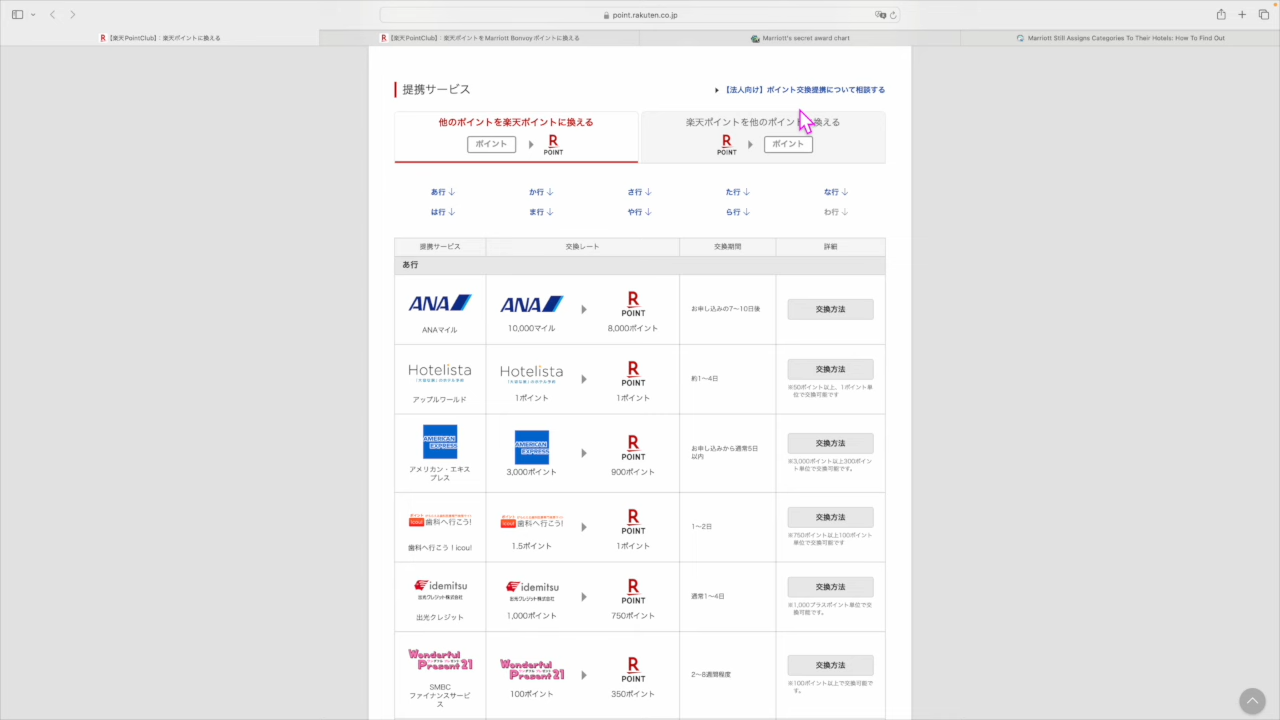 point.rakuten.co.jp
【楽天PointClub】：楽天ポイントに換える
【楽天PointClub】：楽天ポイントをMarriott Bonvoyポイントに換える
Marriott's secret award chart
Marriott Still Assigns Categories To Their Hotels: How To Find Out
提携サービス
【法人向け】ポイント交換提携について相談する
他のポイントを楽天ポイントに換える
ポイント
R
POINT
楽天ポイントを他のポイントに換える
R
POINT
ポイント
あ行 か行 さ行 た行 な行
は行 ま行 や行 ら行 わ行
提携サービス 交換レート 交換期間 詳細
あ行
ANA
ANAマイル
ANA
10,000マイル
R
POINT
8,000ポイント
お申し込みの7〜10日後
交換方法
Hotelista
アップルワールド
Hotelista
1ポイント
R
POINT
1ポイント
約1〜4日
交換方法
※50ポイント以上、1ポイント単
位で交換可能です
AMERICAN
EXPRESS
アメリカン・エキス
プレス
AMERICAN
EXPRESS
3,000ポイント
R
POINT
900ポイント
お申し込みから通常5日
以内
交換方法
※3,000ポイント以上300ポイン
ト単位で交換可能です。
歯科へ行こう!
歯科へ行こう！icou!
歯科へ行こう!
1.5ポイント
R
POINT
1ポイント
1〜2日
交換方法
※750ポイント以上100ポイント
単位で交換可能です
idemitsu
出光クレジット株式会社
出光クレジット
idemitsu
出光クレジット株式会社
1,000ポイント
R
POINT
750ポイント
通常1〜4日
交換方法
※1,000プラスポイント単位で交
換可能です。
Wonderful
Present 21
SMBC
ファイナンスサービ
ス
Wonderful
Present 21
100ポイント
R
POINT
350ポイント
2〜8週間程度
交換方法
※100ポイント以上で交換可能で
す。